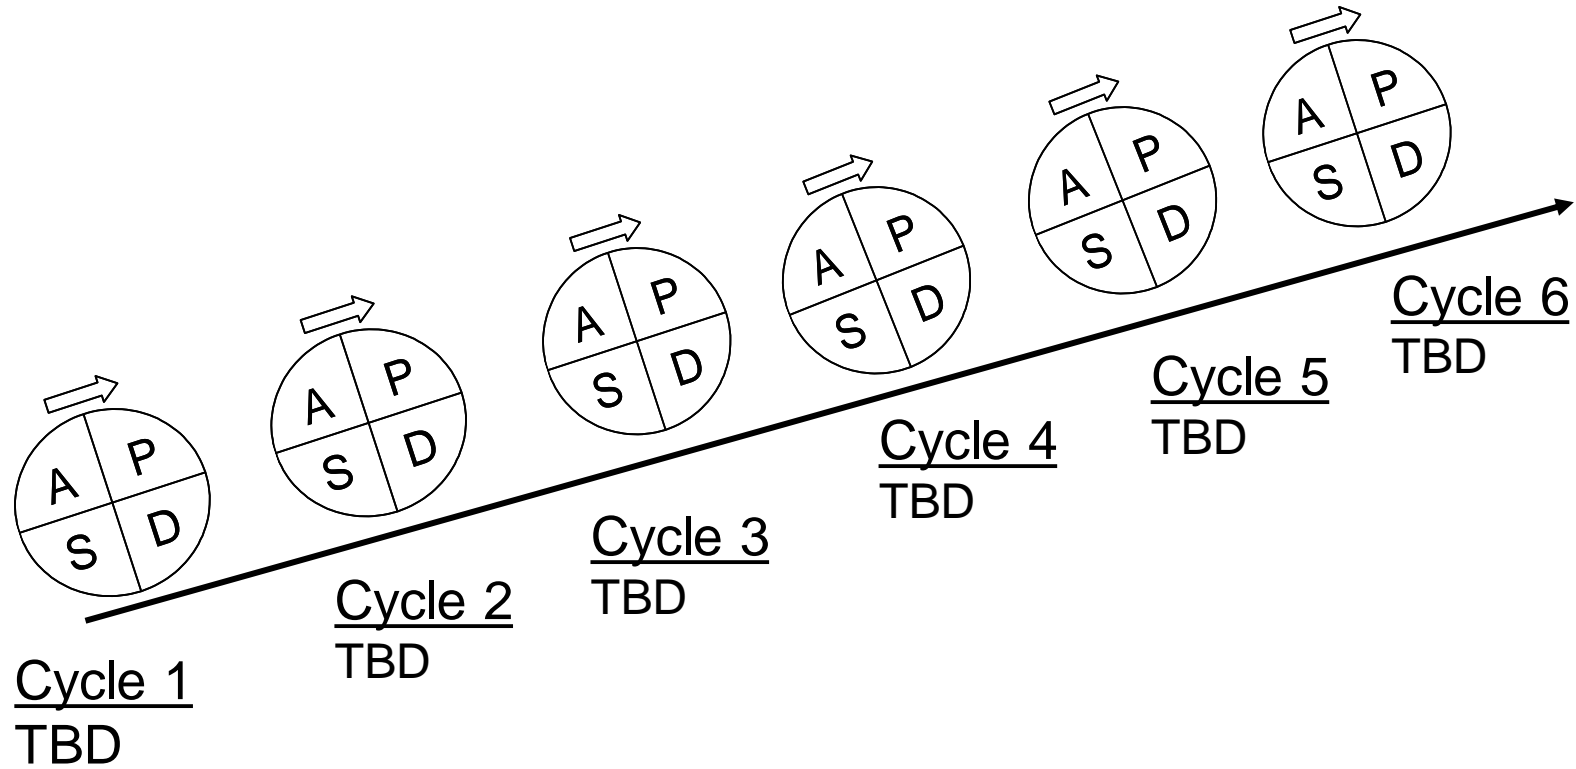 A P
S D
A P
S D
A P
S D
A P
S D
A P
S D
A P
S D
Cycle 1
TBD
Cycle 2
TBD
Cycle 3
TBD
Cycle 4
TBD
Cycle 5
TBD
Cycle 6
TBD